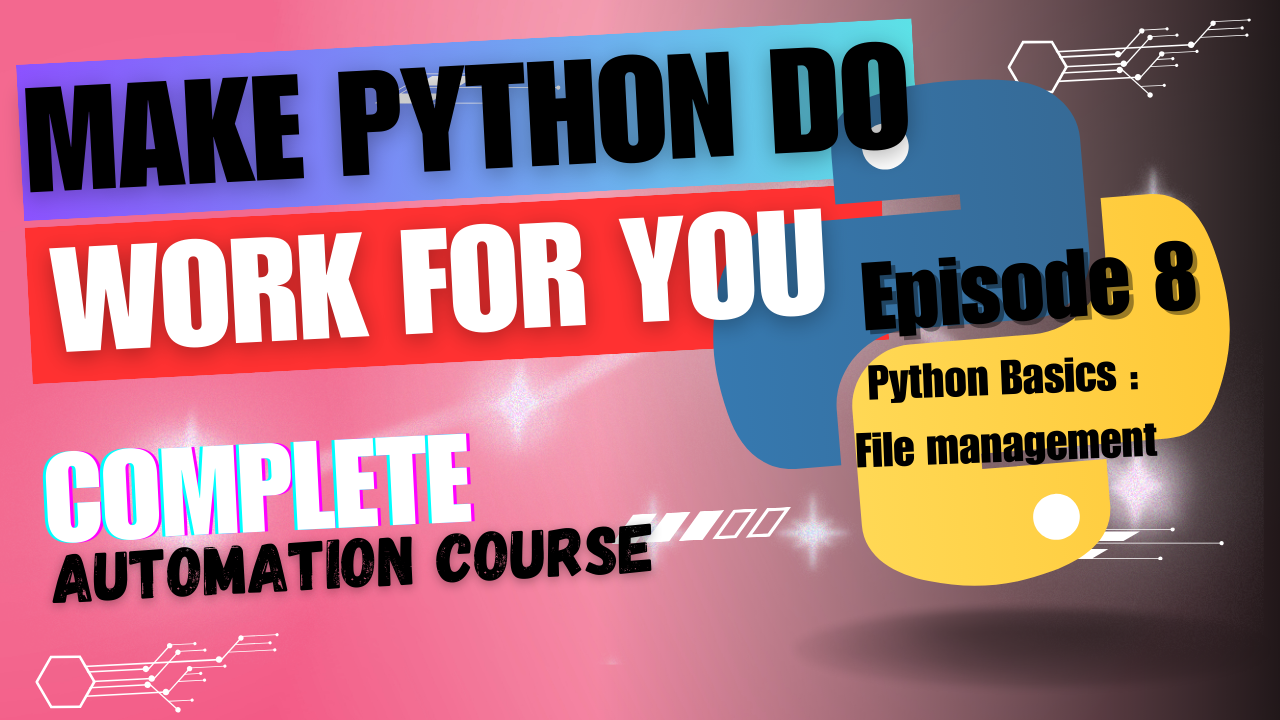 MAKE PYTHON DO
WORK FOR YOU
Episode 8
Python Basics :
File management
COMPLETE
AUTOMATION COURSE